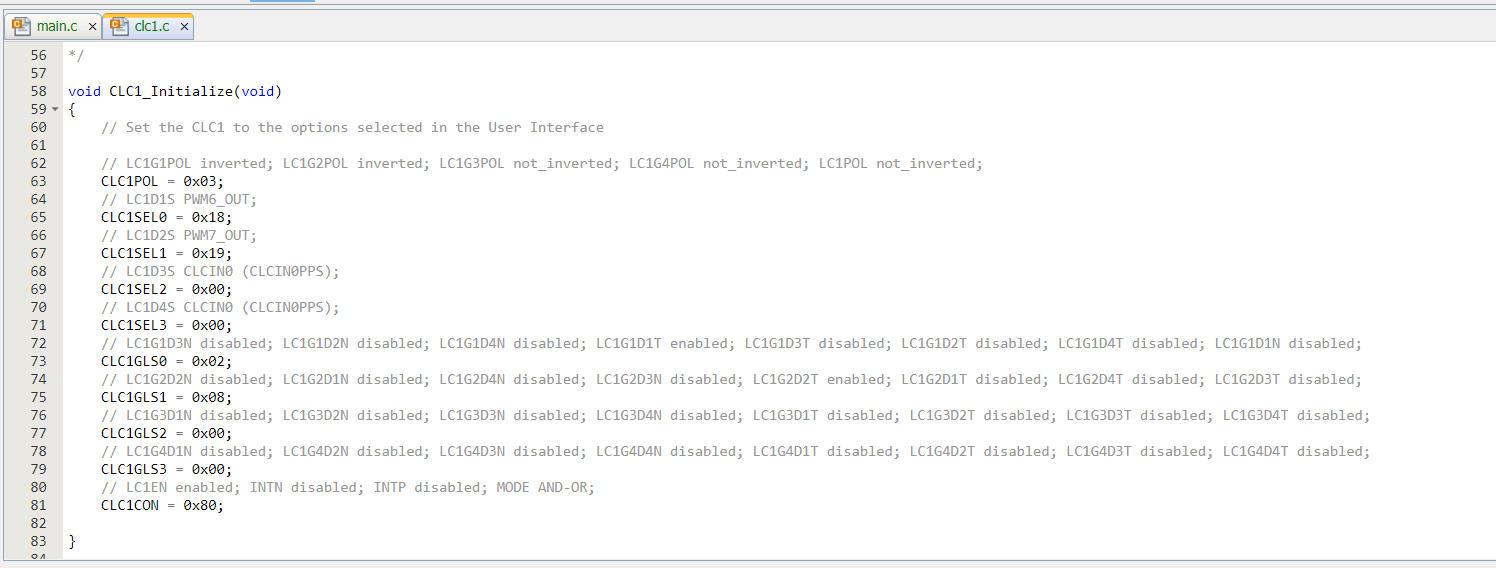 main.c × clc1.c ×
56 */
57
58 void CLC1_Initialize(void)
59 {
60 // Set the CLC1 to the options selected in the User Interface
61
62 // LC1G1POL inverted; LC1G2POL inverted; LC1G3POL not_inverted; LC1G4POL not_inverted; LC1POL not_inverted;
63 CLC1POL = 0x03;
64 // LC1D1S PWM6_OUT;
65 CLC1SEL0 = 0x18;
66 // LC1D2S PWM7_OUT;
67 CLC1SEL1 = 0x19;
68 // LC1D3S CLCIN0 (CLCIN0PPS);
69 CLC1SEL2 = 0x00;
70 // LC1D4S CLCIN0 (CLCIN0PPS);
71 CLC1SEL3 = 0x00;
72 // LC1G1D3N disabled; LC1G1D2N disabled; LC1G1D4N disabled; LC1G1D1T enabled; LC1G1D3T disabled; LC1G1D2T disabled; LC1G1D4T disabled; LC1G1D1N disabled;
73 CLC1GLS0 = 0x02;
74 // LC1G2D2N disabled; LC1G2D1N disabled; LC1G2D4N disabled; LC1G2D3N disabled; LC1G2D2T enabled; LC1G2D1T disabled; LC1G2D4T disabled; LC1G2D3T disabled;
75 CLC1GLS1 = 0x08;
76 // LC1G3D1N disabled; LC1G3D2N disabled; LC1G3D3N disabled; LC1G3D4N disabled; LC1G3D1T disabled; LC1G3D2T disabled; LC1G3D3T disabled; LC1G3D4T disabled;
77 CLC1GLS2 = 0x00;
78 // LC1G4D1N disabled; LC1G4D2N disabled; LC1G4D3N disabled; LC1G4D4N disabled; LC1G4D1T disabled; LC1G4D2T disabled; LC1G4D3T disabled; LC1G4D4T disabled;
79 CLC1GLS3 = 0x00;
80 // LC1EN enabled; INTN disabled; INTP disabled; MODE AND-OR;
81 CLC1CON = 0x80;
82
83 }
84